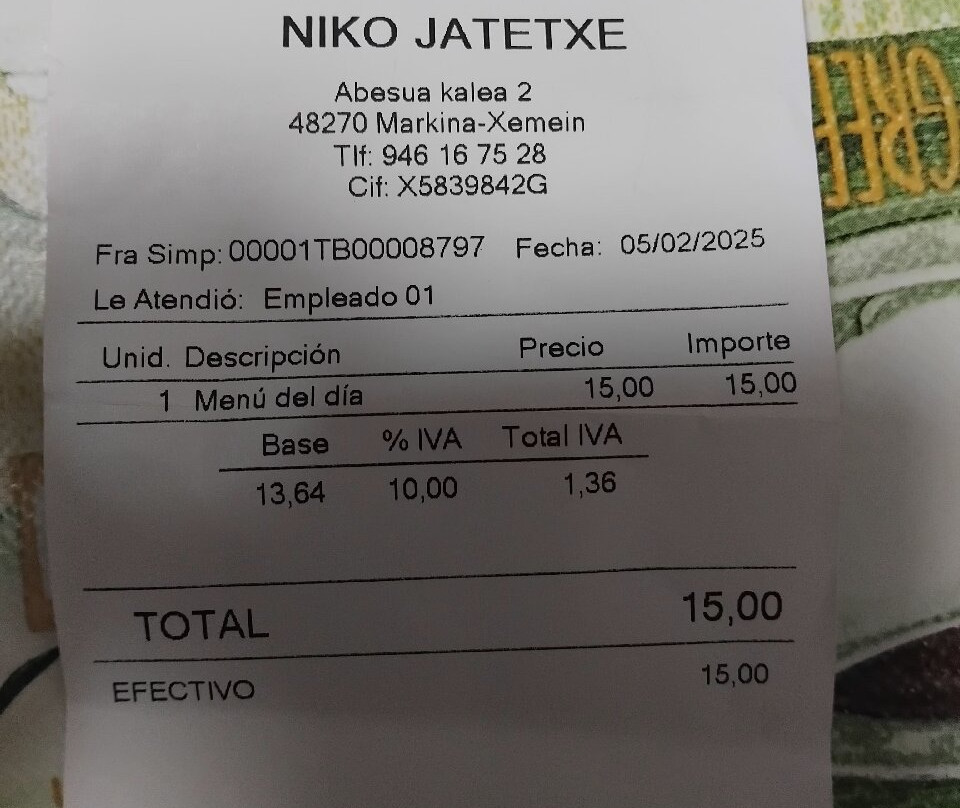 NIKO JATETXE
Abesua kalea 2
48270 Markina-Xemein
Tlf: 946 16 75 28
Cif: X5839842G
Fra Simp: 00001TB00008797 Fecha: 05/02/2025
Le Atendió: Empleado 01
Unid. Descripción Precio Importe
1 Menú del día 15,00 15,00
Base % IVA Total IVA
13,64 10,00 1,36
TOTAL 15,00
EFECTIVO 15,00